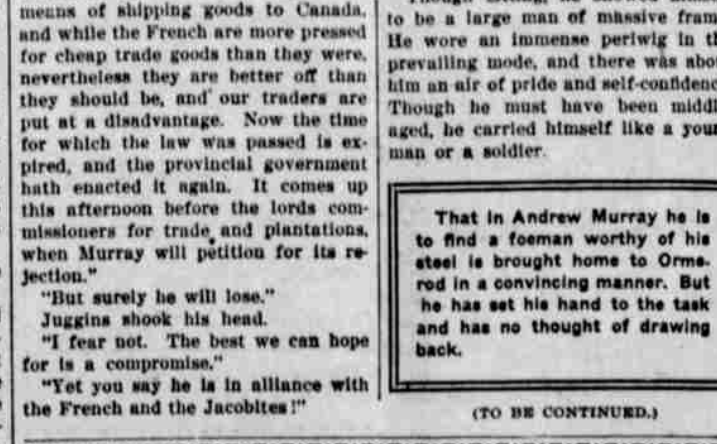 means of shipping goods to Canada,
and while the French are more pressed
for cheap trade goods than they were,
nevertheless they are better off than
they should be, and our traders are
put at a disadvantage. Now the time
for which the law was passed is ex-
pired, and the provincial government
hath enacted it again. It comes up
this afternoon before the lords com-
missioners for trade and plantations,
when Murray will petition for its re-
jection."
"But surely he will lose."
Juggins shook his head.
"I fear not. The best we can hope
for is a compromise."
"Yet you say he is in alliance with
the French and the Jacobites!"
to be a large man of massive fram
He wore an immense periwig in th
prevailing mode, and there was abou
him an air of pride and self-confidenc
Though he must have been middl
aged, he carried himself like a youn
man or a soldier.
That in Andrew Murray he is
to find a foeman worthy of his
steel is brought home to Orme-
rod in a convincing manner. But
he has set his hand to the task
and has no thought of drawing
back.
(TO BE CONTINUED.)